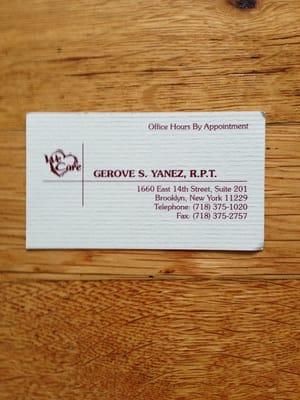 Office Hours By Appointment
We
Care
GEROVE S. YANEZ, R.P.T.
1660 East 14th Street, Suite 201
Brooklyn, New York 11229
Telephone: (718) 375-1020
Fax: (718) 375-2757